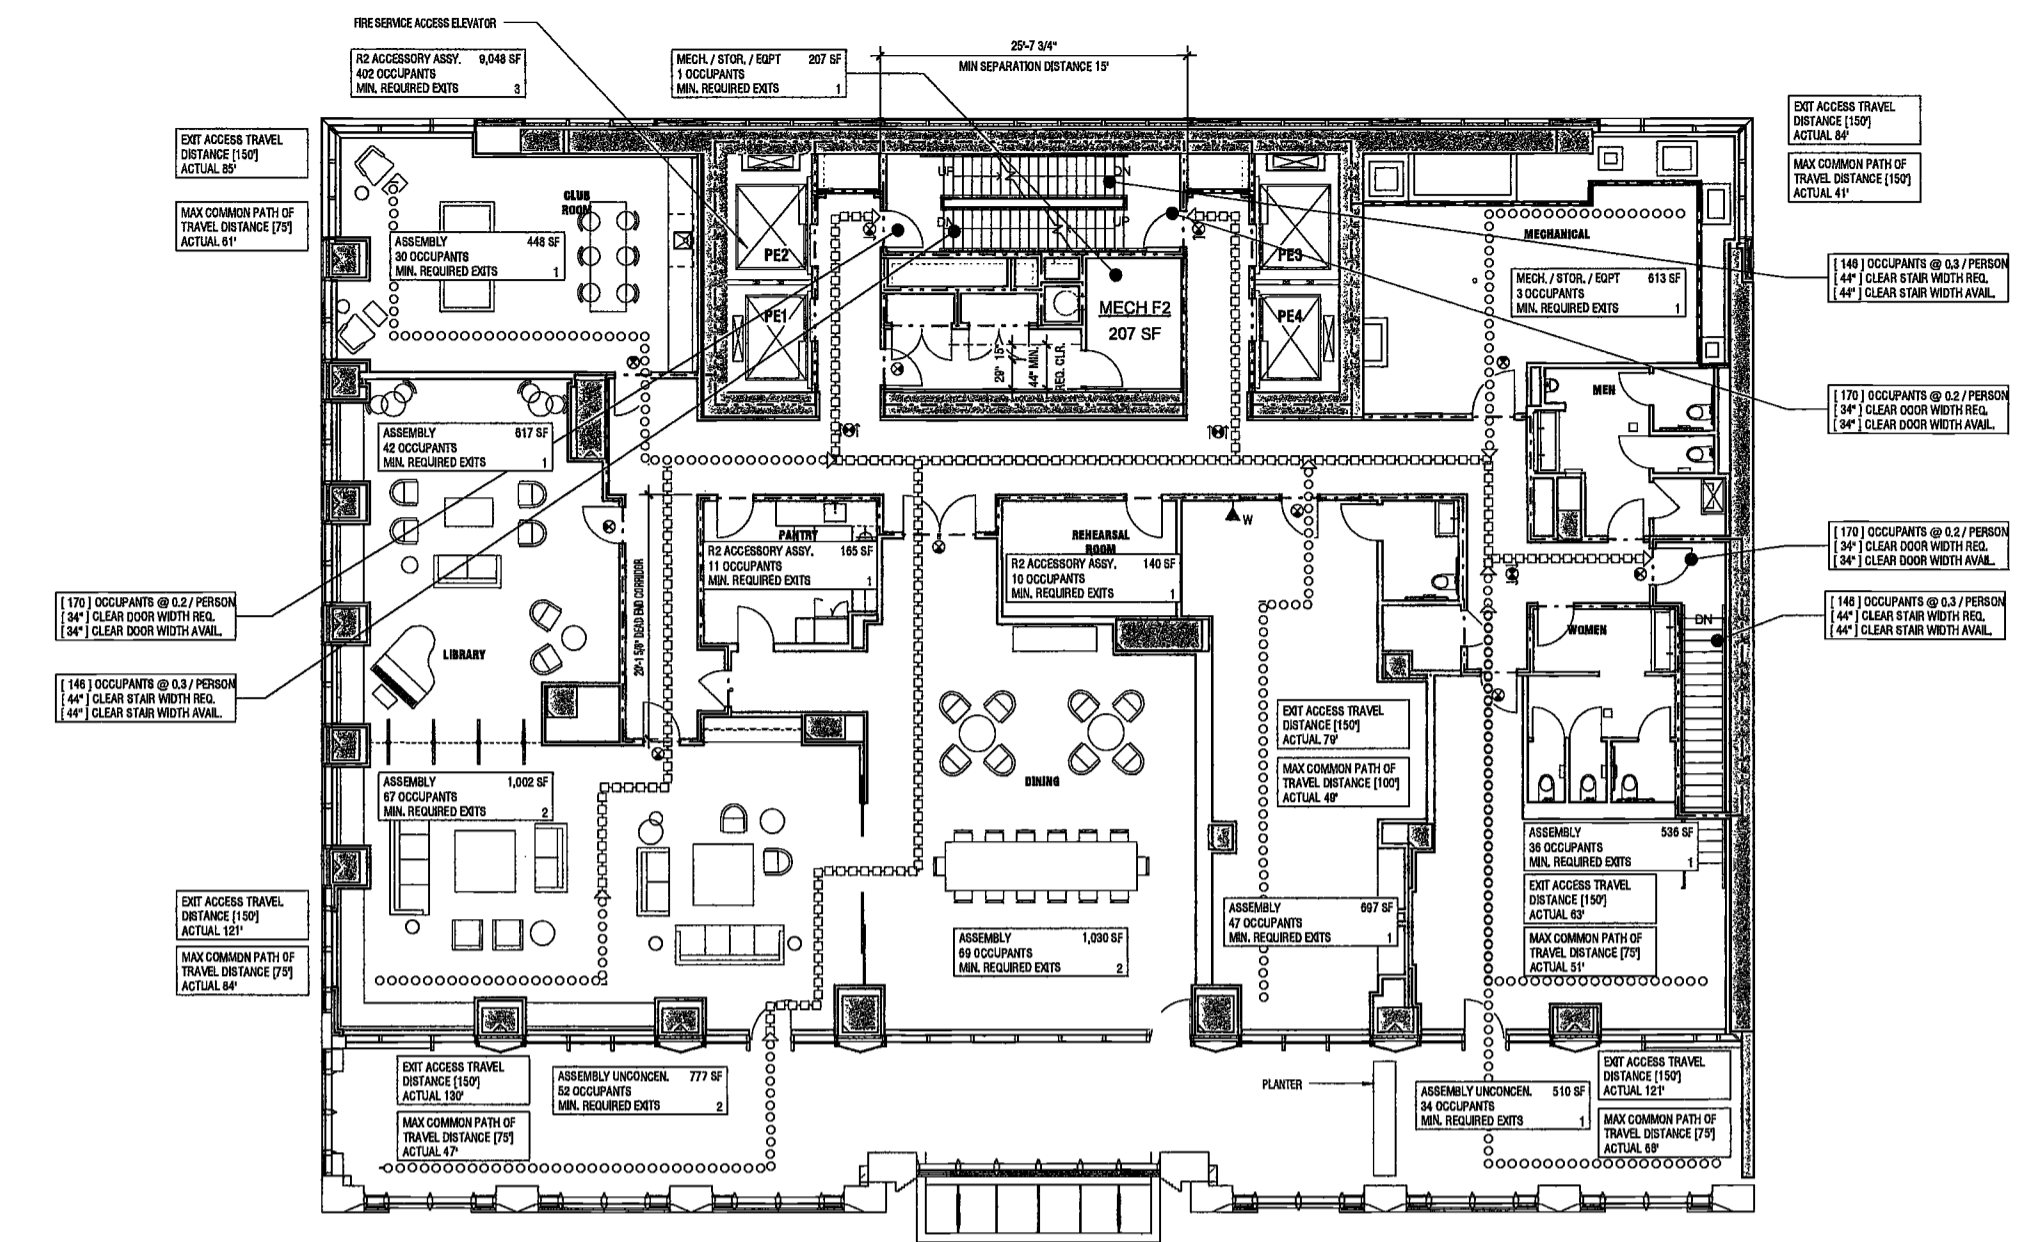 FIRE SERVICE ACCESS ELEVATOR
R2 ACCESSORY ASSY. 9,048 SF
402 OCCUPANTS
MIN. REQUIRED EXITS 3
MECH. / STOR. / EQPT 207 SF
1 OCCUPANTS
MIN. REQUIRED EXITS 1
25'-7 3/4"
MIN SEPARATION DISTANCE 15'
EXIT ACCESS TRAVEL
DISTANCE [150']
ACTUAL 84'
MAX COMMON PATH OF
TRAVEL DISTANCE [150']
ACTUAL 41'
EXIT ACCESS TRAVEL
DISTANCE [150']
ACTUAL 85'
MAX COMMON PATH OF
TRAVEL DISTANCE [75']
ACTUAL 61'
CLUB
ROOM
ASSEMBLY 448 SF
30 OCCUPANTS
MIN. REQUIRED EXITS 1
PE2
PE1
UP
DN
DN
UP
PE3
PE4
MECH F2
207 SF
29"
15"
44" MIN.
REQ. CLR.
MECHANICAL
MECH. / STOR. / EQPT 613 SF
3 OCCUPANTS
MIN. REQUIRED EXITS 1
[ 146 ] OCCUPANTS @ 0.3 / PERSON
[ 44" ] CLEAR STAIR WIDTH REQ.
[ 44" ] CLEAR STAIR WIDTH AVAIL.
MEN
[ 170 ] OCCUPANTS @ 0.2 / PERSON
[ 34" ] CLEAR DOOR WIDTH REQ.
[ 34" ] CLEAR DOOR WIDTH AVAIL.
ASSEMBLY 617 SF
42 OCCUPANTS
MIN. REQUIRED EXITS 1
PANTRY
R2 ACCESSORY ASSY. 165 SF
11 OCCUPANTS
MIN. REQUIRED EXITS 1
REHEARSAL
ROOM
R2 ACCESSORY ASSY. 140 SF
10 OCCUPANTS
MIN. REQUIRED EXITS 1
W
[ 170 ] OCCUPANTS @ 0.2 / PERSON
[ 34" ] CLEAR DOOR WIDTH REQ.
[ 34" ] CLEAR DOOR WIDTH AVAIL.
[ 170 ] OCCUPANTS @ 0.2 / PERSON
[ 34" ] CLEAR DOOR WIDTH REQ.
[ 34" ] CLEAR DOOR WIDTH AVAIL.
20'-1 5/8" DEAD END CORRIDOR
LIBRARY
WOMEN
DN
[ 146 ] OCCUPANTS @ 0.3 / PERSON
[ 44" ] CLEAR STAIR WIDTH REQ.
[ 44" ] CLEAR STAIR WIDTH AVAIL.
[ 146 ] OCCUPANTS @ 0.3 / PERSON
[ 44" ] CLEAR STAIR WIDTH REQ.
[ 44" ] CLEAR STAIR WIDTH AVAIL.
EXIT ACCESS TRAVEL
DISTANCE [150']
ACTUAL 79'
MAX COMMON PATH OF
TRAVEL DISTANCE [100']
ACTUAL 49'
ASSEMBLY 1,002 SF
67 OCCUPANTS
MIN. REQUIRED EXITS 2
DINING
ASSEMBLY 536 SF
36 OCCUPANTS
MIN. REQUIRED EXITS 1
EXIT ACCESS TRAVEL
DISTANCE [150']
ACTUAL 63'
MAX COMMON PATH OF
TRAVEL DISTANCE [75']
ACTUAL 51'
EXIT ACCESS TRAVEL
DISTANCE [150']
ACTUAL 121'
MAX COMMON PATH OF
TRAVEL DISTANCE [75']
ACTUAL 64'
ASSEMBLY 697 SF
47 OCCUPANTS
MIN. REQUIRED EXITS 1
ASSEMBLY 1,030 SF
69 OCCUPANTS
MIN. REQUIRED EXITS 2
EXIT ACCESS TRAVEL
DISTANCE [150']
ACTUAL 130'
MAX COMMON PATH OF
TRAVEL DISTANCE [75']
ACTUAL 47'
ASSEMBLY UNCONCEN. 777 SF
52 OCCUPANTS
MIN. REQUIRED EXITS 2
PLANTER
ASSEMBLY UNCONCEN. 510 SF
34 OCCUPANTS
MIN. REQUIRED EXITS 1
EXIT ACCESS TRAVEL
DISTANCE [150']
ACTUAL 121'
MAX COMMON PATH OF
TRAVEL DISTANCE [75']
ACTUAL 68'